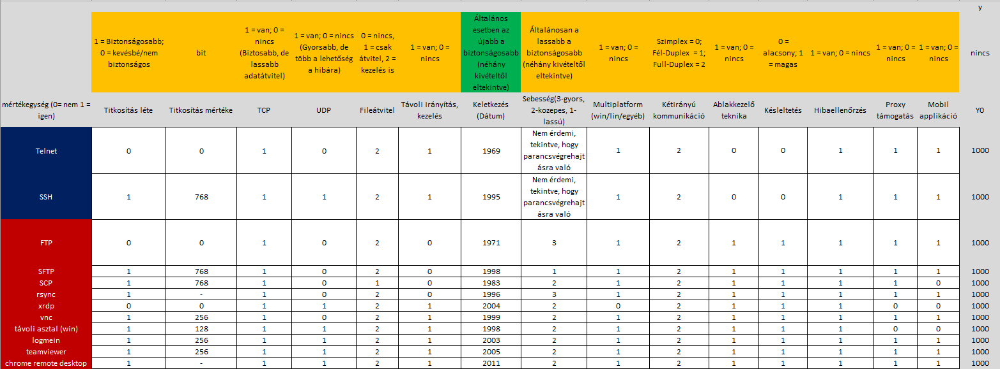 y
1 = Biztonságosabb; 0 = kevésbé/nem biztonságos	bit	1 = van; 0 = nincs (Biztosabb, de lassabb adatátvitel)	1 = van; 0 = nincs (Gyorsabb, de több a lehetőség a hibára)	0 = nincs, 1 = csak átvitel, 2 = kezelés is	1 = van; 0 = nincs	Általános esetben az újabb a biztonságosabb (néhány kivételtől eltekintve)	Általánosan a lassabb a biztonságosabb (néhány kivételtől eltekintve)	1 = van; 0 = nincs	Szimplex = 0; Fél-Duplex = 1; Full-Duplex = 2	1 = van; 0 = nincs	0 = alacsony; 1 = magas	1 = van; 0 = nincs	1 = van; 0 = nincs	1 = van; 0 = nincs	nincs
mértékegység (0= nem 1 = igen)	Titkosítás léte	Titkosítás mértéke	TCP	UDP	Fileátvitel	Távoli irányítás, kezelés	Keletkezés (Dátum)	Sebesség(3-gyors, 2-kozepes, 1-lassú)	Multiplatform (win/lin/egyéb)	Kétirányú kommunikáció	Ablakkezelő teknika	Késleltetés	Hibaellenőrzés	Proxy támogatás	Mobil applikáció	Y0
Telnet	0	0	1	0	2	1	1969	Nem érdemi, tekintve, hogy parancsvégrehajtásra való	1	2	0	0	1	1	1	1000
SSH	1	768	1	1	2	1	1995	Nem érdemi, tekintve, hogy parancsvégrehajtásra való	1	2	0	0	1	1	1	1000
FTP	0	0	1	0	2	0	1971	3	1	2	1	1	1	1	1	1000
SFTP	1	768	1	0	2	0	1998	1	1	2	1	1	1	1	1	1000
SCP	1	768	1	0	1	0	1983	2	1	2	1	1	1	1	0	1000
rsync	1	-	1	0	2	0	1996	3	1	2	1	1	1	1	1	1000
xrdp	0	0	1	1	2	1	2004	2	0	2	1	1	1	0	0	1000
vnc	1	256	1	0	2	1	1999	2	1	2	1	1	1	1	1	1000
távoli asztal (win)	1	128	1	1	2	1	1998	2	1	2	1	1	1	0	0	1000
logmein	1	256	1	1	2	1	2003	2	1	2	1	1	1	1	1	1000
teamviewer	1	256	1	1	2	1	2005	2	1	2	1	1	1	1	1	1000
chrome remote desktop	1	-	1	1	2	1	2011	2	1	2	1	1	1	1	1	1000